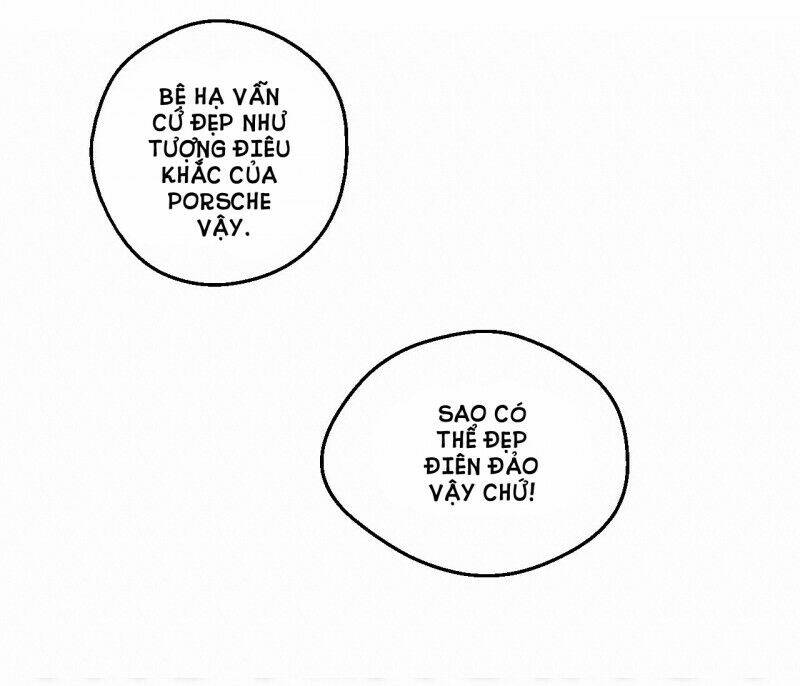 BỆ HẠ VẪN
CỨ ĐẸP NHƯ
TƯỢNG ĐIÊU
KHẮC CỦA
PORSCHE
VẬY.
SAO CÓ
THỂ ĐẸP
ĐIÊN ĐẢO
VẬY CHỨ!